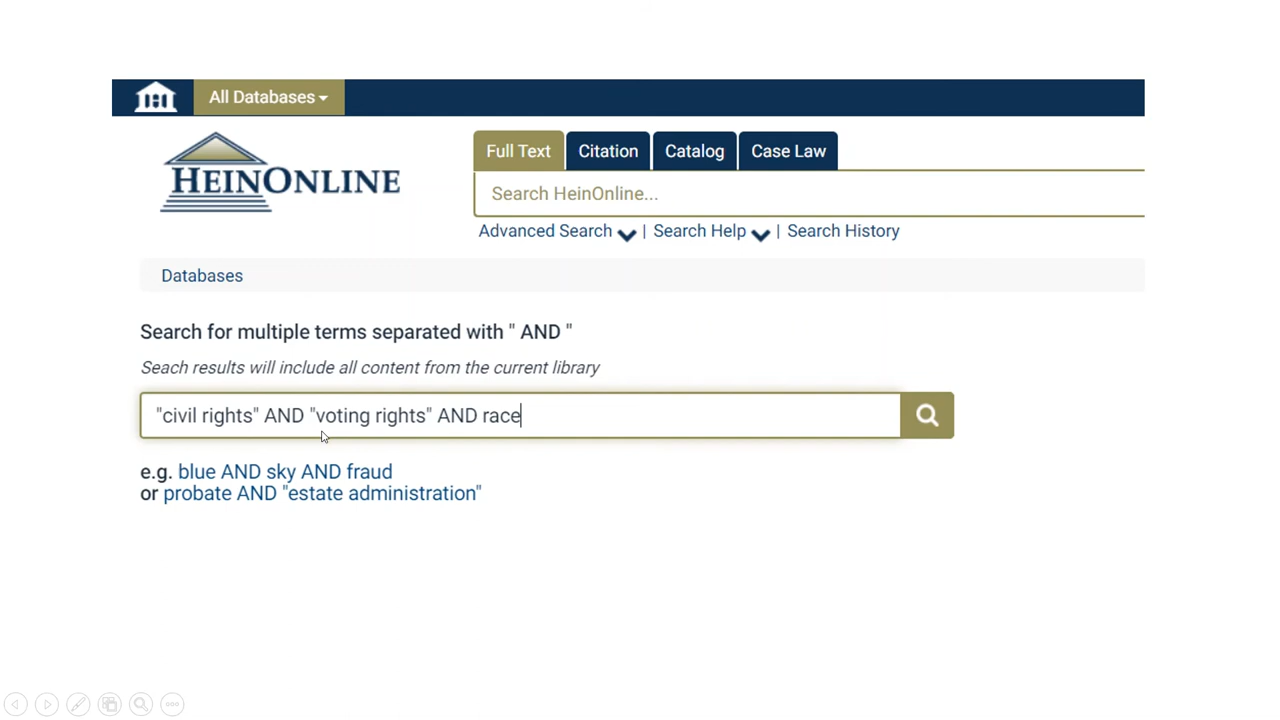 All Databases
HEINONLINE
Full Text Citation Catalog Case Law
Search HeinOnline...
Advanced Search | Search Help | Search History
Databases
Search for multiple terms separated with " AND "
Seach results will include all content from the current library
"civil rights" AND "voting rights" AND race
e.g. blue AND sky AND fraud
or probate AND "estate administration"